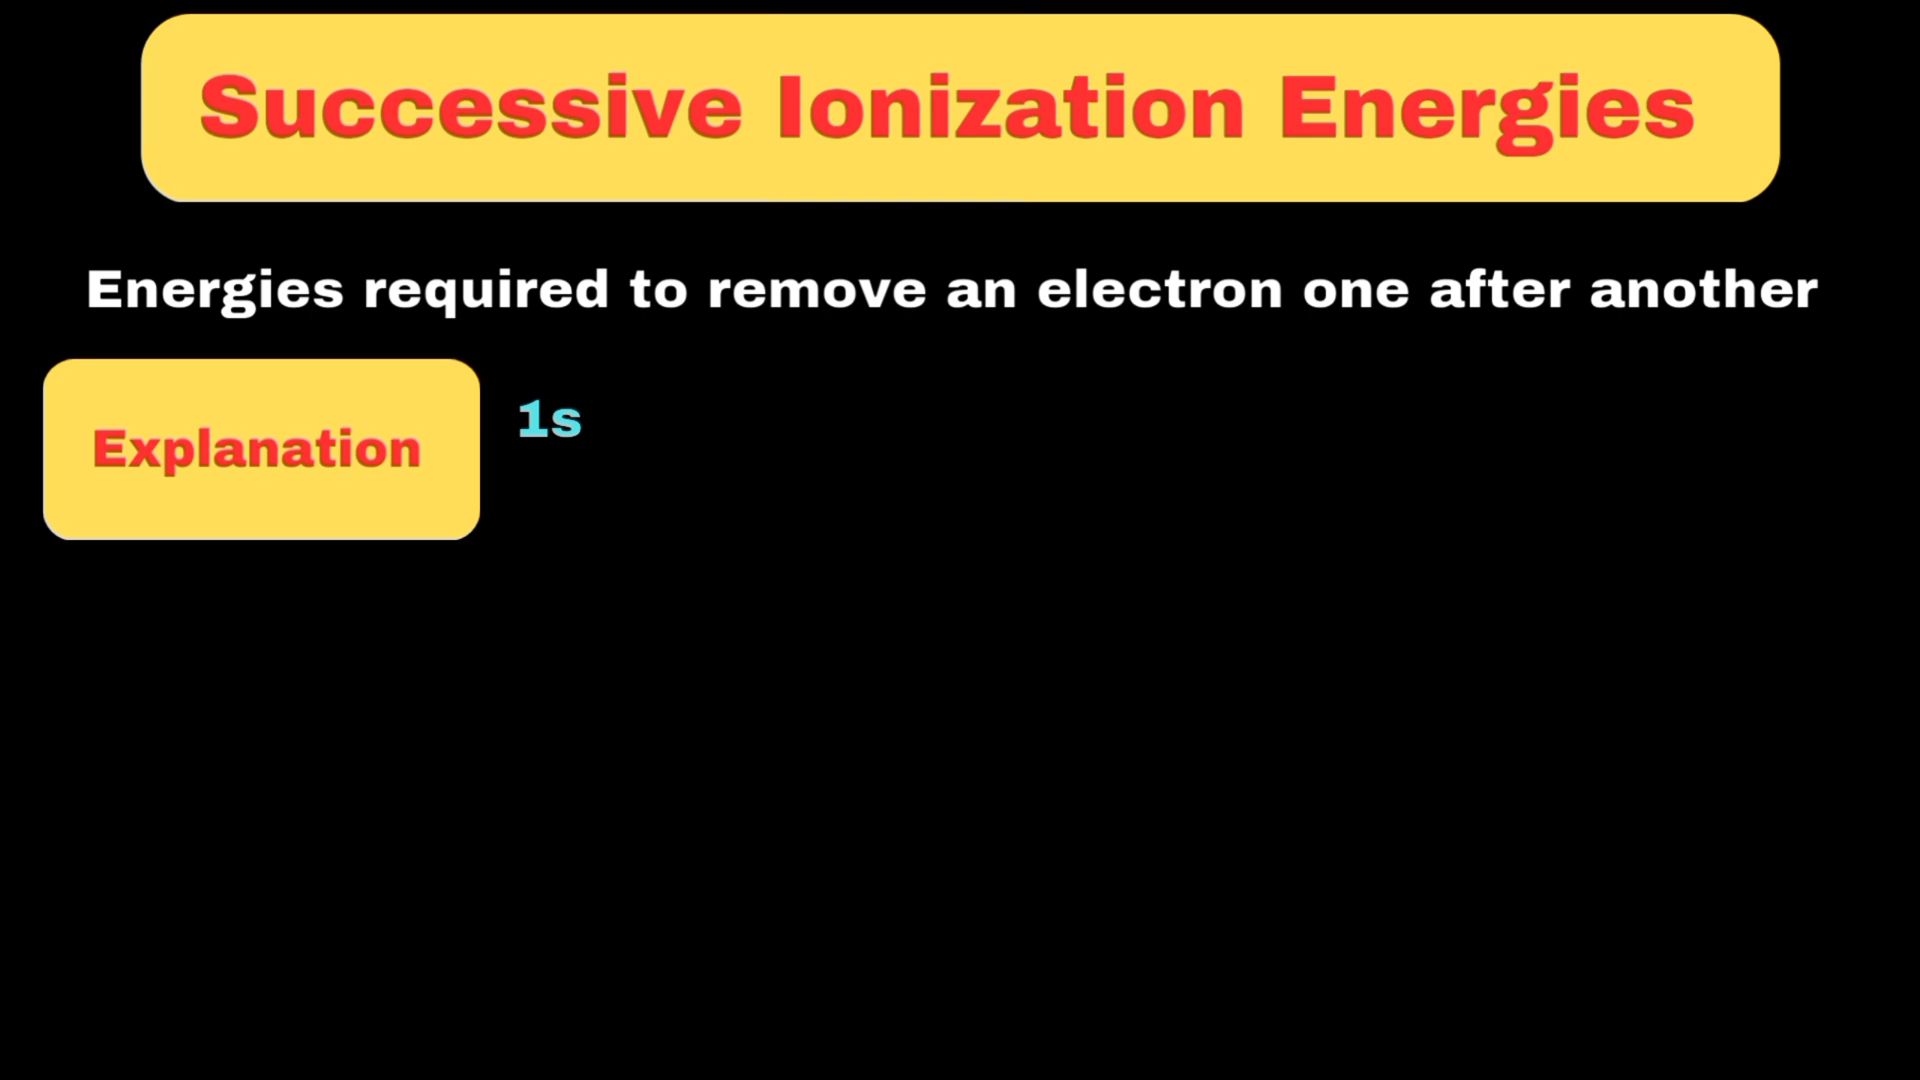 Successive Ionization Energies
Energies required to remove an electron one after another
Explanation
1s